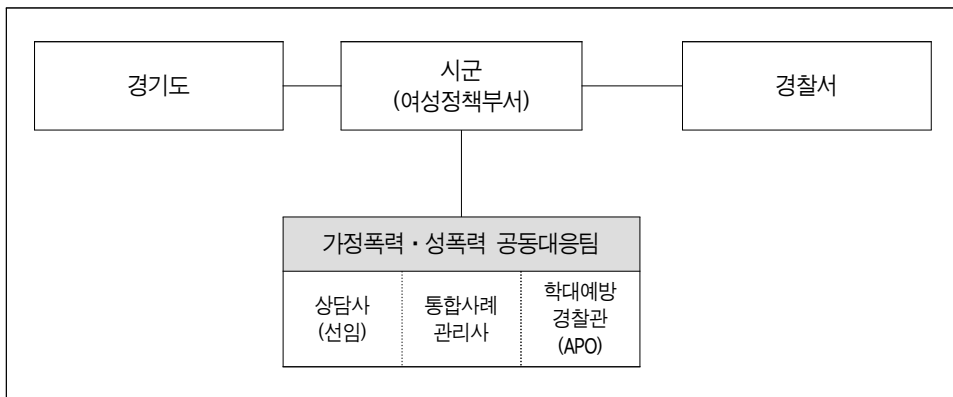 경기도
시군
(여성정책부서)
경찰서
가정폭력・성폭력 공동대응팀
상담사
(선임)
통합사례
관리사
학대예방
경찰관
(APO)